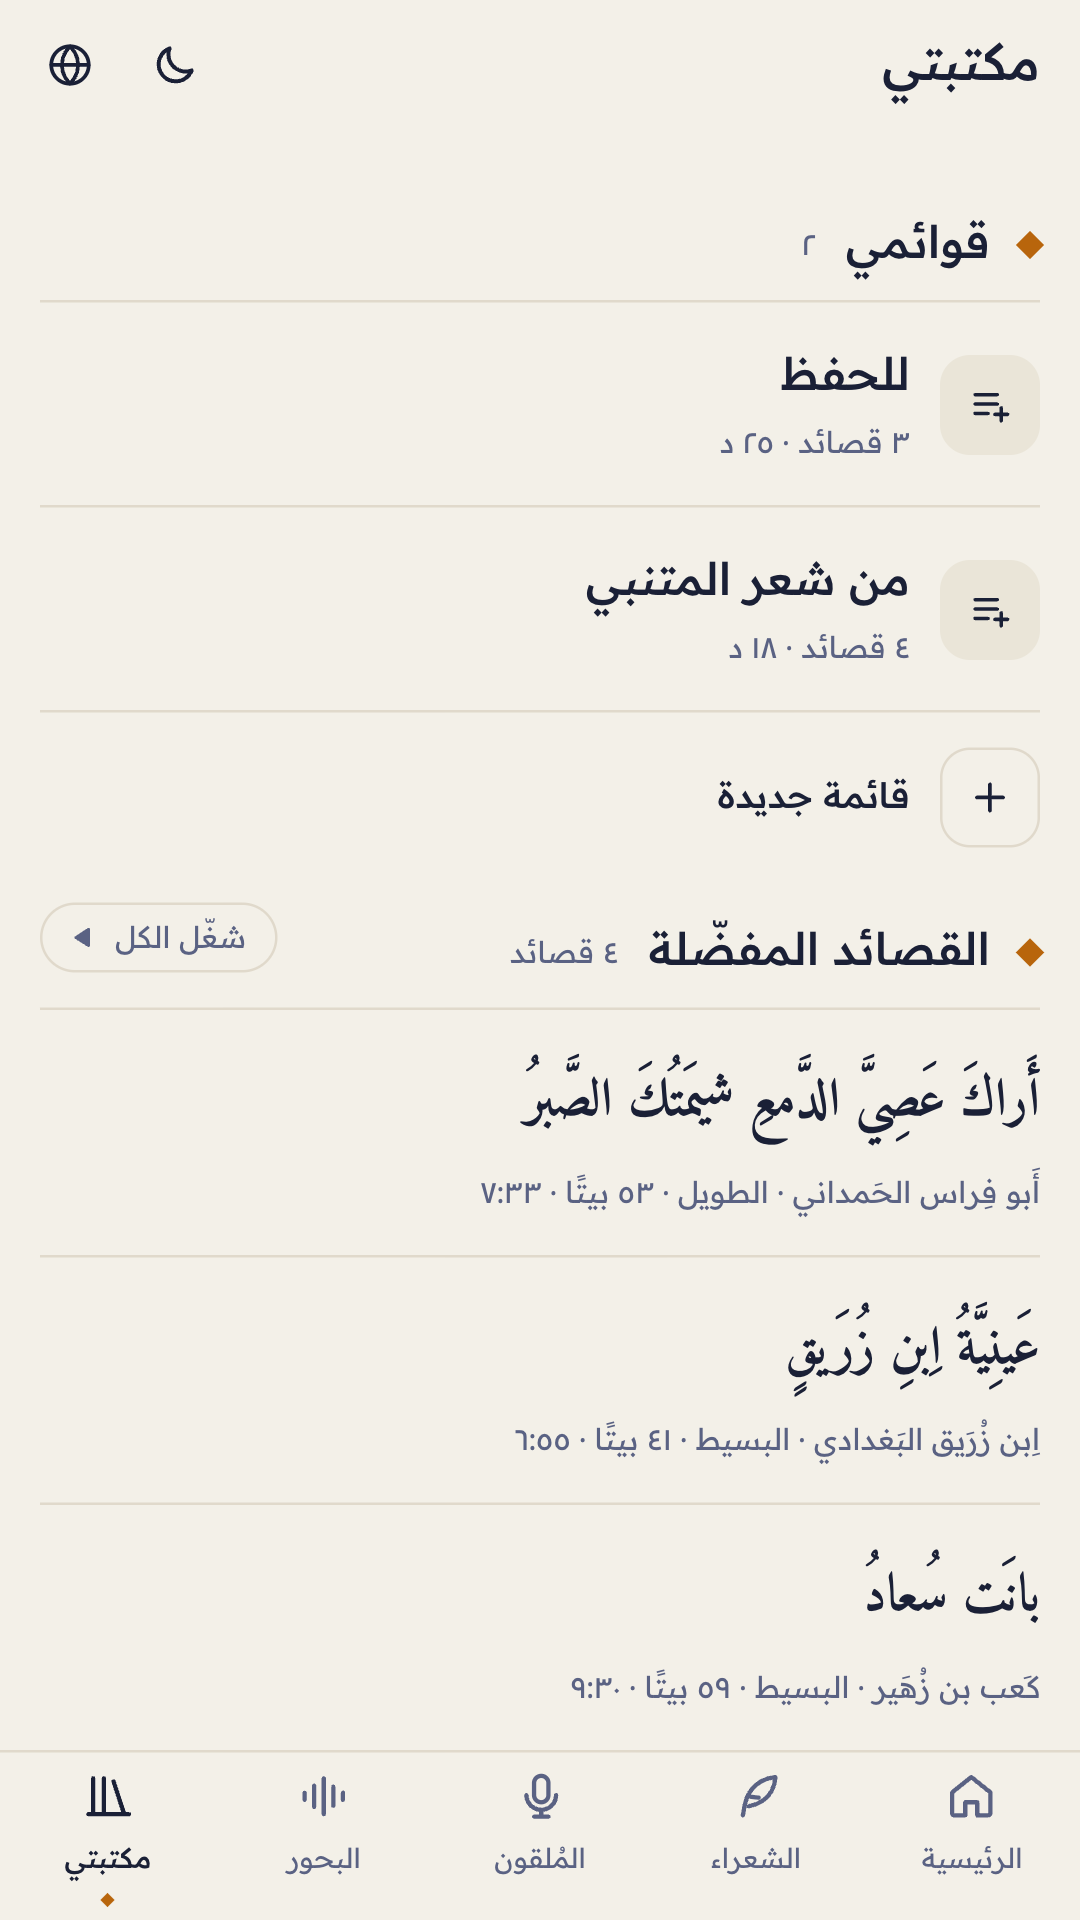 مكتبتي
قوائمي ٢
للحفظ
٣ قصائد · ٢٥ د
من شعر المتنبي
٤ قصائد · ١٨ د
قائمة جديدة
القصائد المفضّلة ٤ قصائد
شغّل الكل
أَراكَ عَصِيَّ الدَّمعِ شيمَتُكَ الصَّبرُ
أَبو فِراس الحَمداني · الطويل · ٥٣ بيتًا · ٧:٣٣
عَينِيَّةُ اِبنِ زُرَيقٍ
اِبن زُرَيق البَغدادي · البسيط · ٤١ بيتًا · ٦:٥٥
بانَت سُعادُ
كَعب بن زُهَير · البسيط · ٥٩ بيتًا · ٩:٣٠
الرئيسية
الشعراء
المُلقون
البحور
مكتبتي